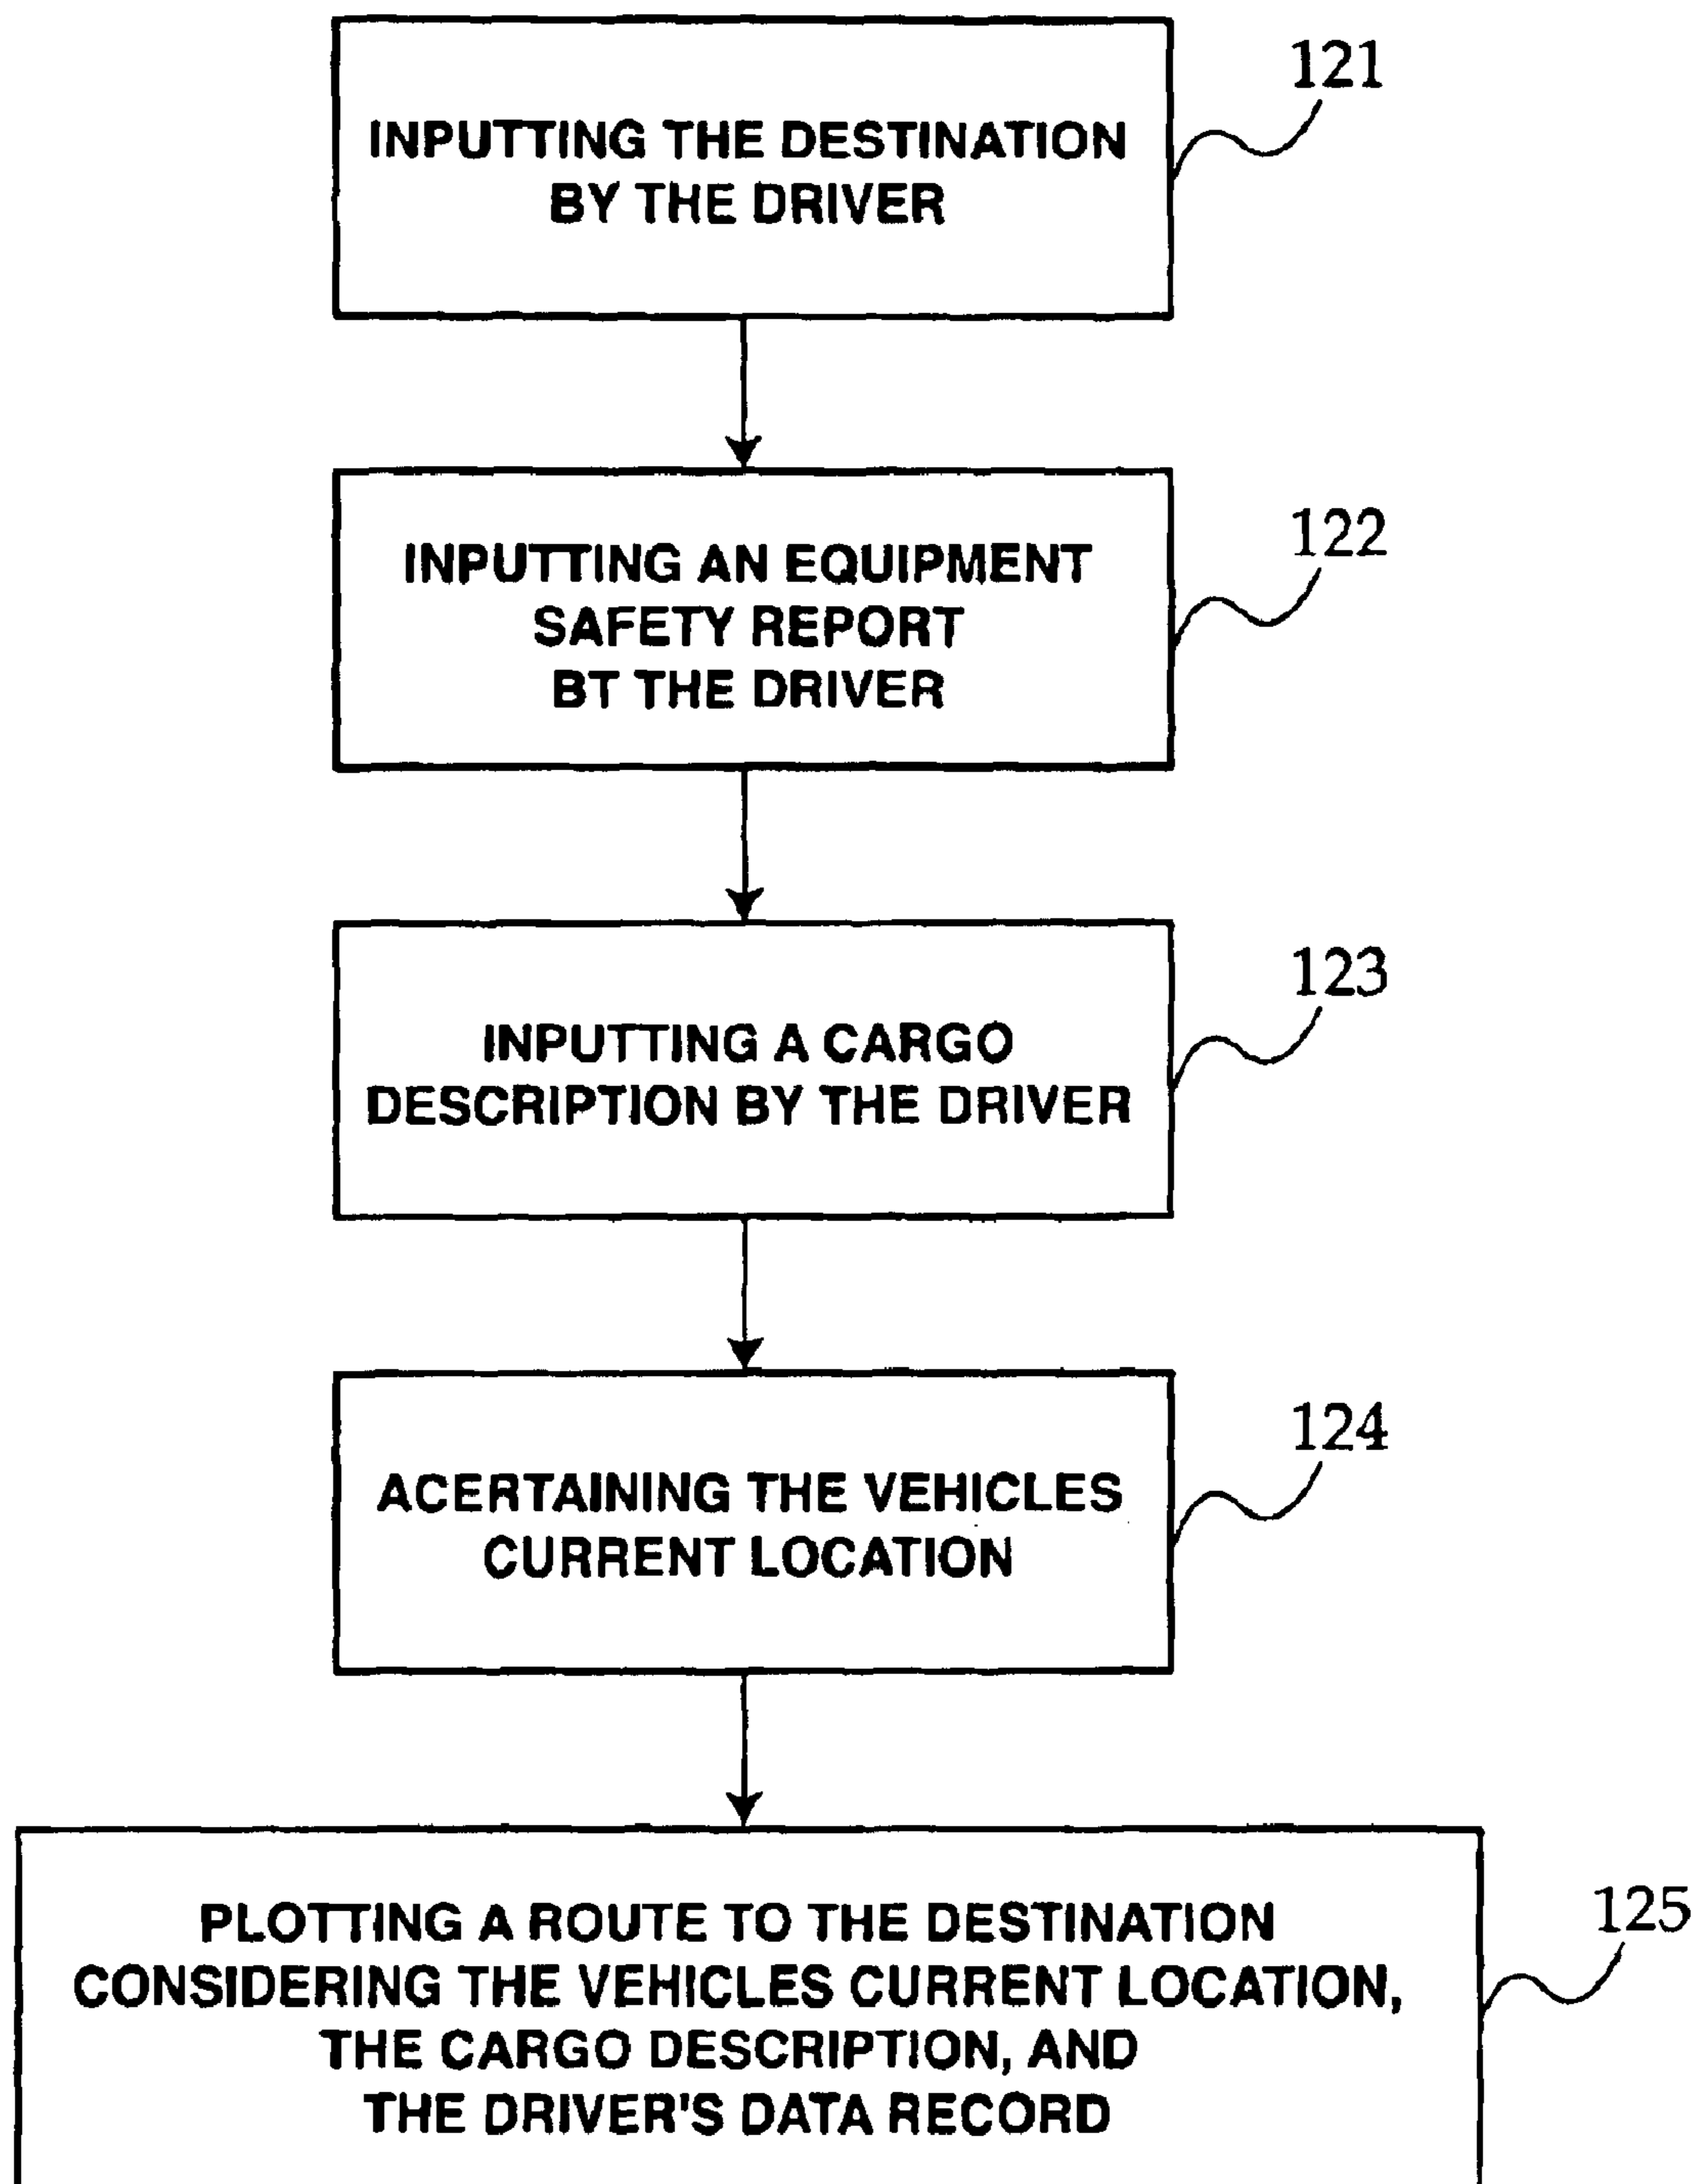 121
INPUTTING THE DESTINATION
BY THE DRIVER
122
INPUTTING AN EQUIPMENT
SAFETY REPORT
BT THE DRIVER
123
INPUTTING A CARGO
DESCRIPTION BY THE DRIVER
124
ACERTAINING THE VEHICLES
CURRENT LOCATION
125
PLOTTING A ROUTE TO THE DESTINATION
CONSIDERING THE VEHICLES CURRENT LOCATION,
THE CARGO DESCRIPTION, AND
THE DRIVER'S DATA RECORD